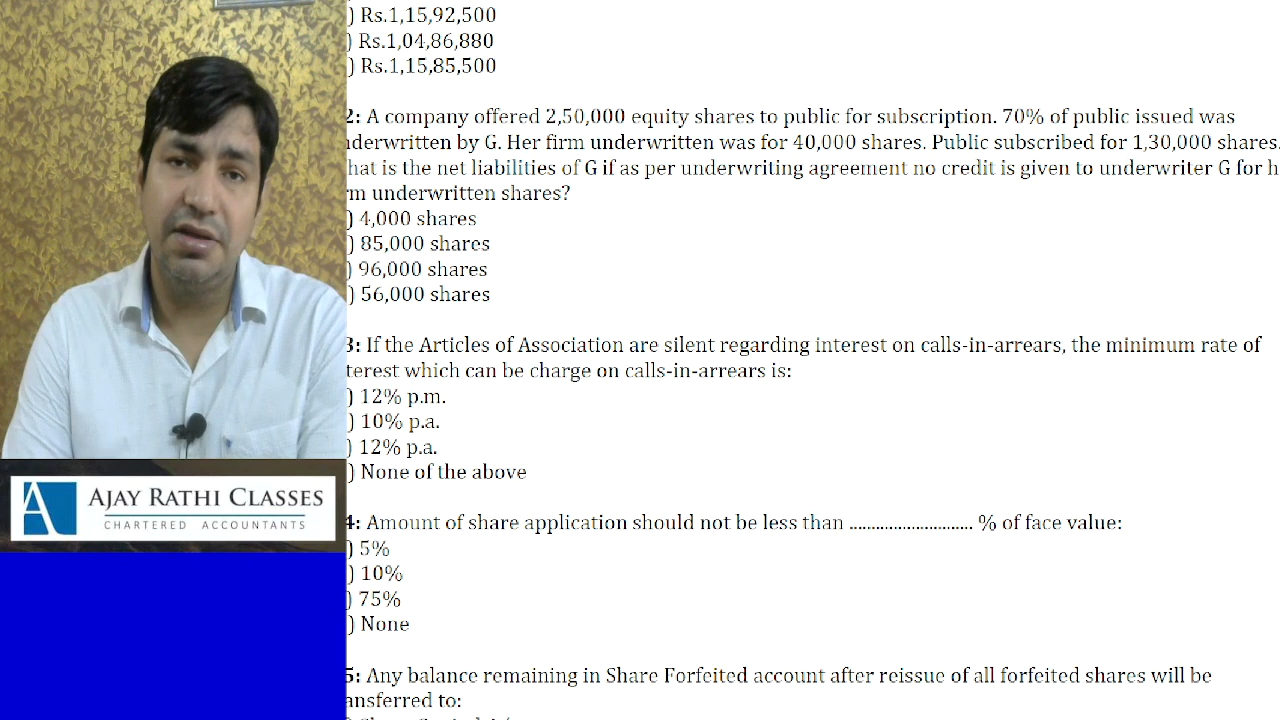 ) Rs.1,15,92,500
) Rs.1,04,86,880
) Rs.1,15,85,500
2: A company offered 2,50,000 equity shares to public for subscription. 70% of public issued was
derwritten by G. Her firm underwritten was for 40,000 shares. Public subscribed for 1,30,000 shares.
hat is the net liabilities of G if as per underwriting agreement no credit is given to underwriter G for h
m underwritten shares?
) 4,000 shares
) 85,000 shares
) 96,000 shares
) 56,000 shares
3: If the Articles of Association are silent regarding interest on calls-in-arrears, the minimum rate of
terest which can be charge on calls-in-arrears is:
) 12% p.m.
) 10% p.a.
) 12% p.a.
) None of the above
4: Amount of share application should not be less than ............................ % of face value:
) 5%
) 10%
) 75%
) None
5: Any balance remaining in Share Forfeited account after reissue of all forfeited shares will be
ansferred to:
AJAY RATHI CLASSES
CHARTERED ACCOUNTANTS